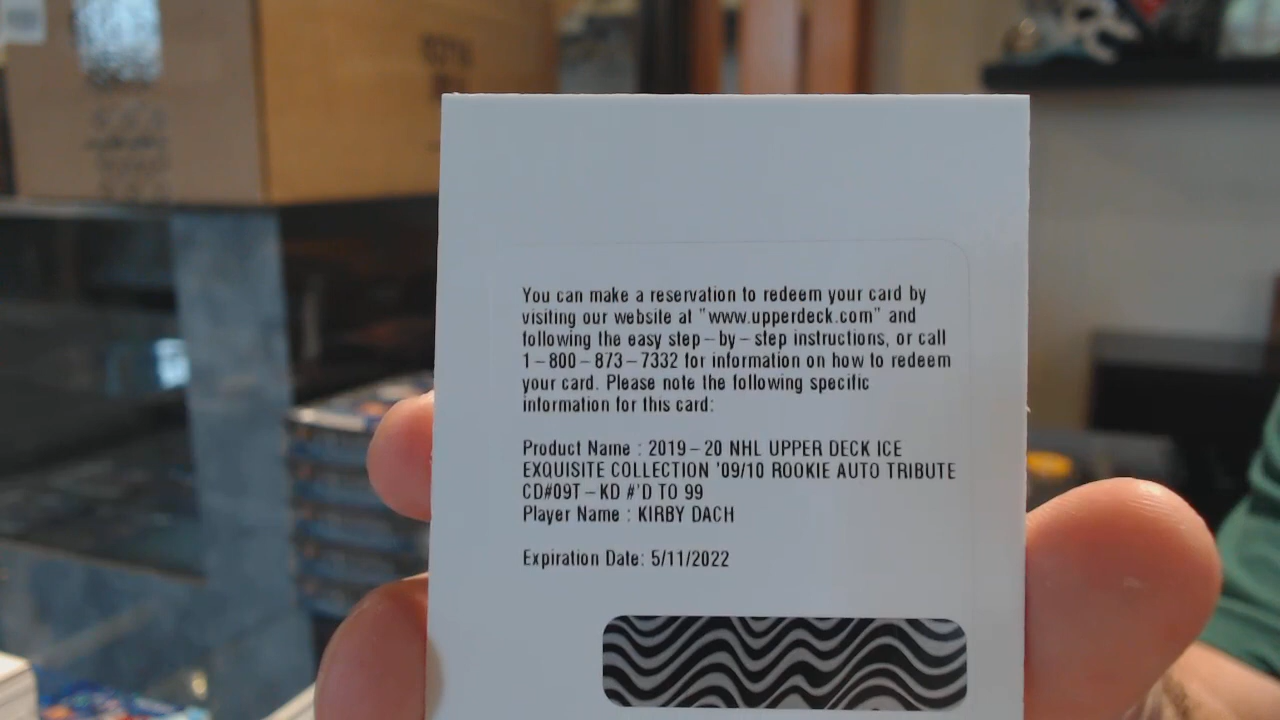 You can make a reservation to redeem your card by
visiting our website at "www.upperdeck.com" and
following the easy step-by-step instructions, or call
1-800-873-7332 for information on how to redeem
your card. Please note the following specific
information for this card:
Product Name : 2019-20 NHL UPPER DECK ICE
EXQUISITE COLLECTION '09/10 ROOKIE AUTO TRIBUTE
CD#09T-KD #'D TO 99
Player Name : KIRBY DACH
Expiration Date: 5/11/2022